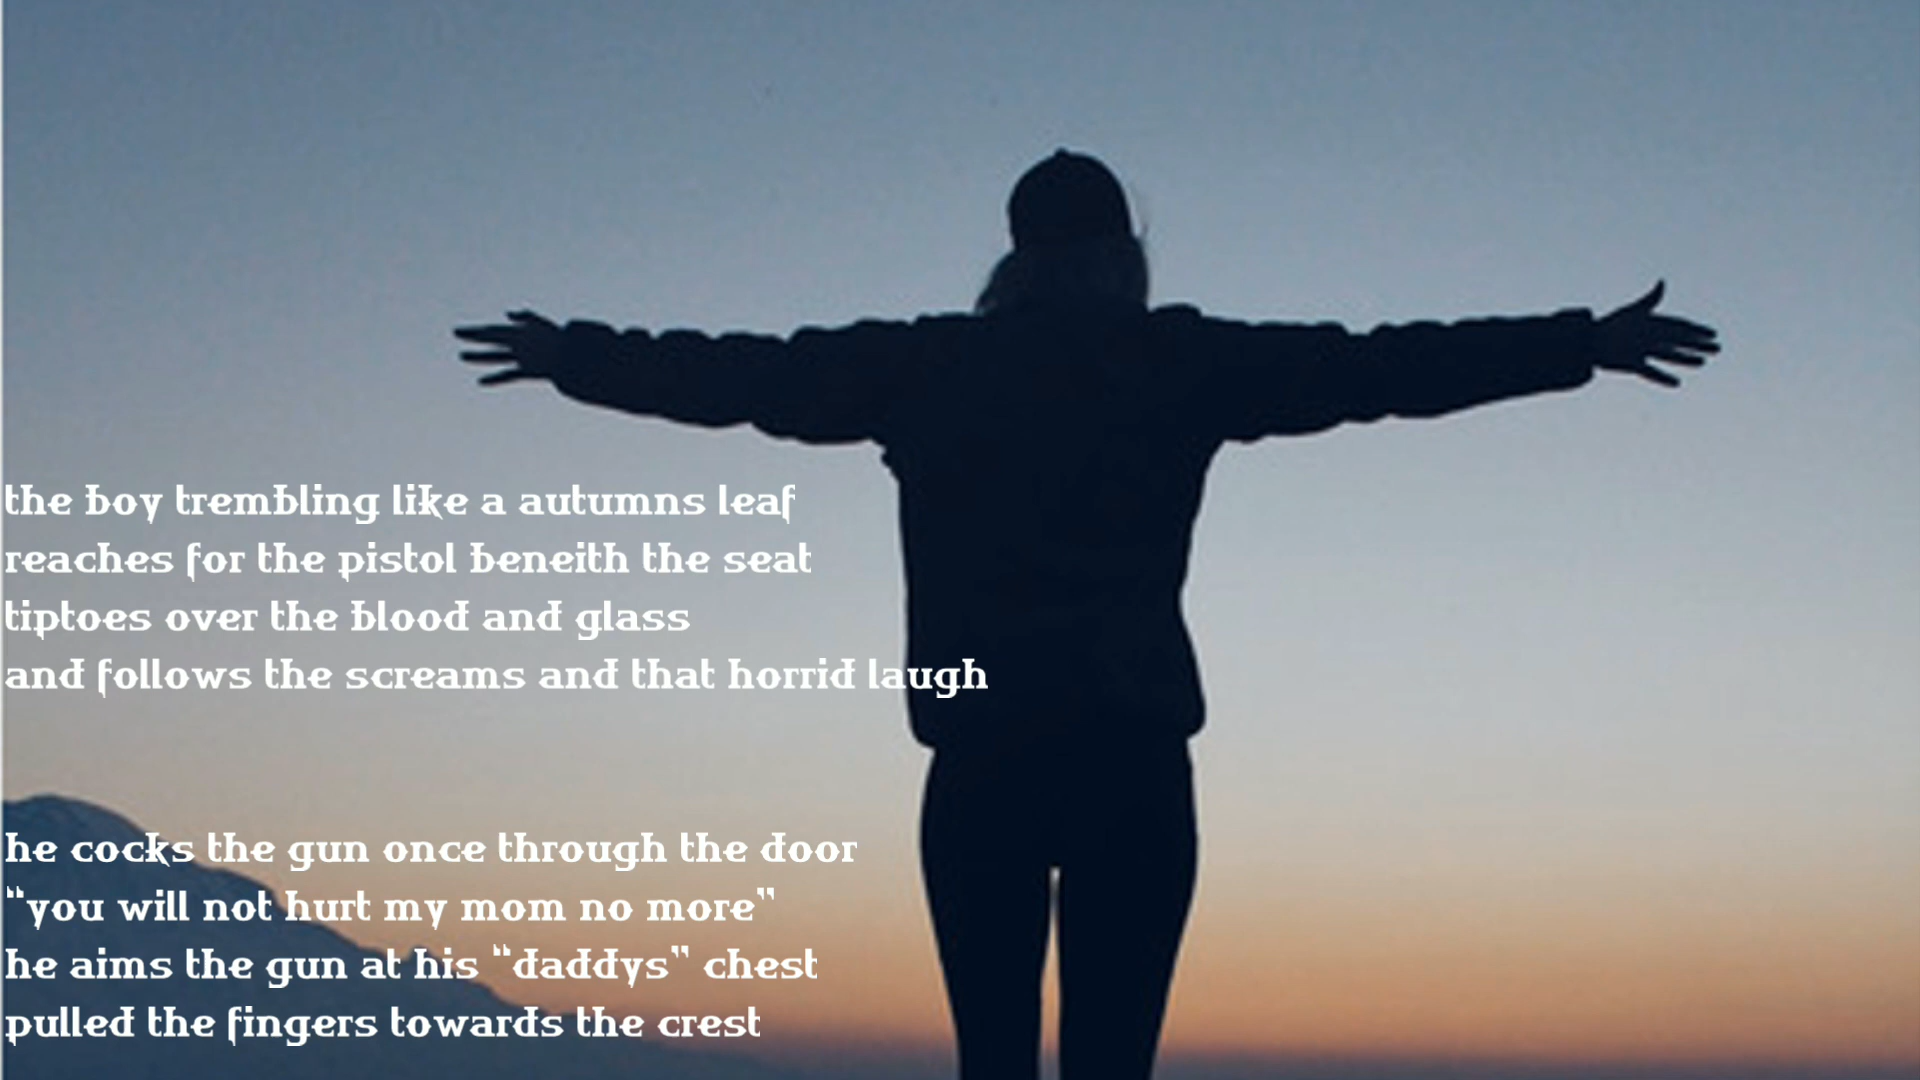 the boy trembling like a autumns leaf
reaches for the pistol beneith the seat
tiptoes over the blood and glass
and follows the screams and that horrid laugh
he cocks the gun once through the door
“you will not hurt my mom no more”
he aims the gun at his “daddys” chest
pulled the fingers towards the crest